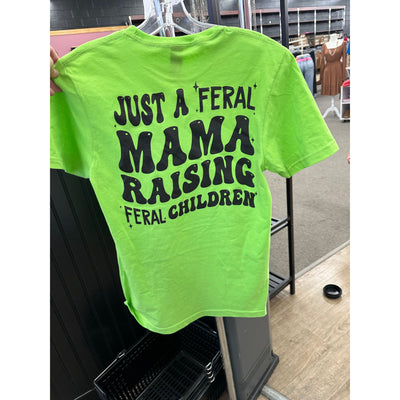 JUST A FERAL
MAMA
RAISING
FERAL CHILDREN